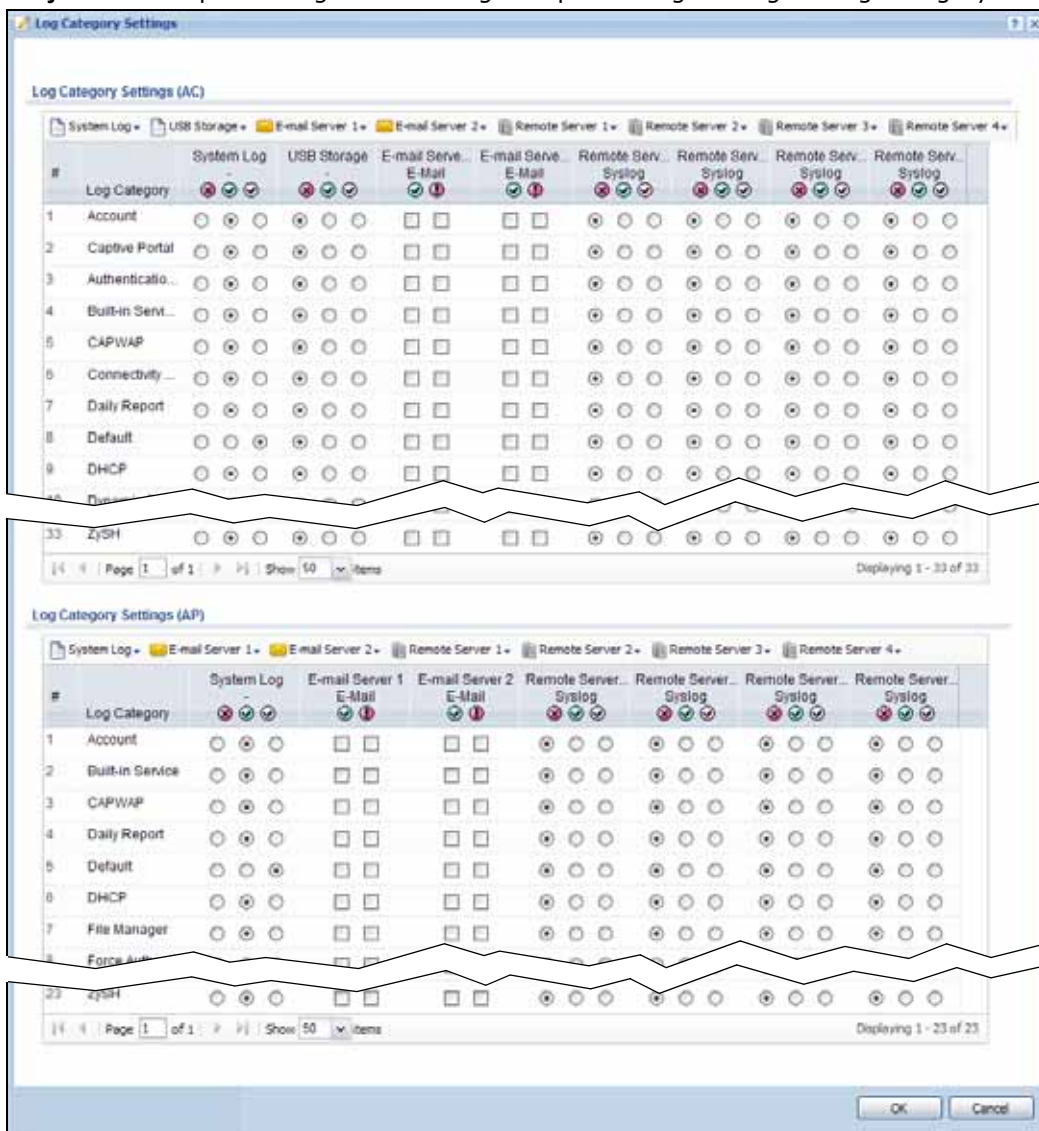 Log Category Settings
Log Category Settings (AC)
System Log USB Storage E-mail Server 1 E-mail Server 2 Remote Server 1 Remote Server 2 Remote Server 3 Remote Server 4
# Log Category System Log - USB Storage - E-mail Serve... E-Mail E-mail Serve... E-Mail Remote Serv... Syslog Remote Serv... Syslog Remote Serv... Syslog Remote Serv... Syslog
1 Account
2 Captive Portal
3 Authenticatio...
4 Built-in Servi...
5 CAPWAP
6 Connectivity ...
7 Daily Report
8 Default
9 DHCP
33 ZySH
Page 1 of 1 Show 50 items Displaying 1 - 33 of 33
Log Category Settings (AP)
System Log E-mail Server 1 E-mail Server 2 Remote Server 1 Remote Server 2 Remote Server 3 Remote Server 4
# Log Category System Log - E-mail Server 1 E-Mail E-mail Server 2 E-Mail Remote Server... Syslog Remote Server... Syslog Remote Server... Syslog Remote Server... Syslog
1 Account
2 Built-in Service
3 CAPWAP
4 Daily Report
5 Default
6 DHCP
7 File Manager
Force
23 ZySH
Page 1 of 1 Show 50 items Displaying 1 - 23 of 23
OK Cancel